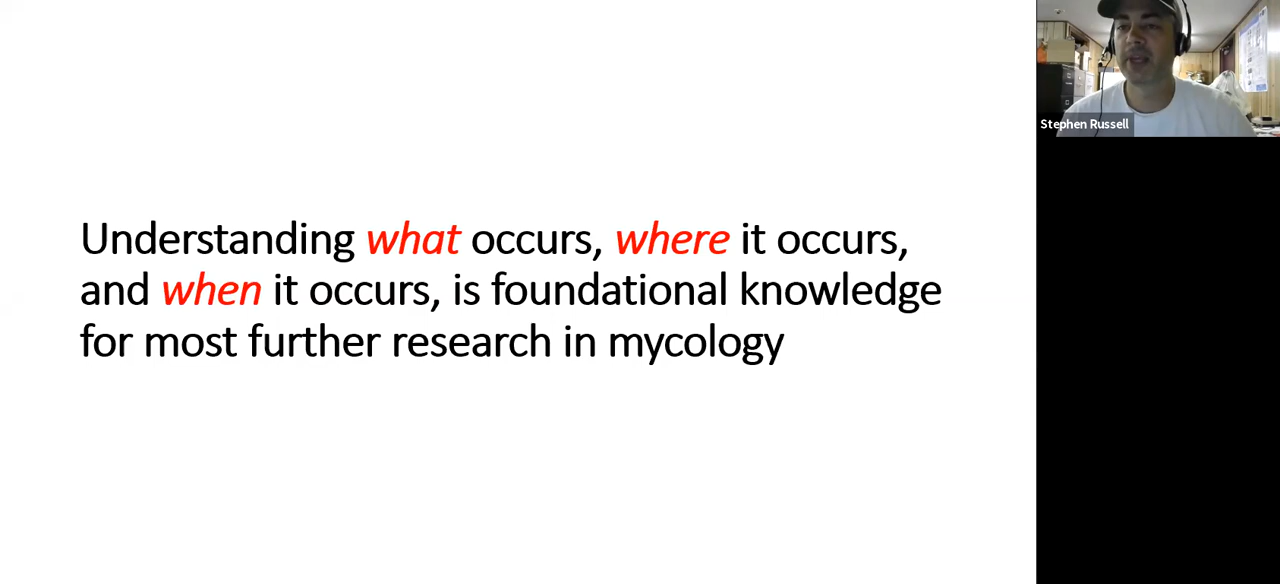 Stephen Russell
Understanding what occurs, where it occurs,
and when it occurs, is foundational knowledge
for most further research in mycology